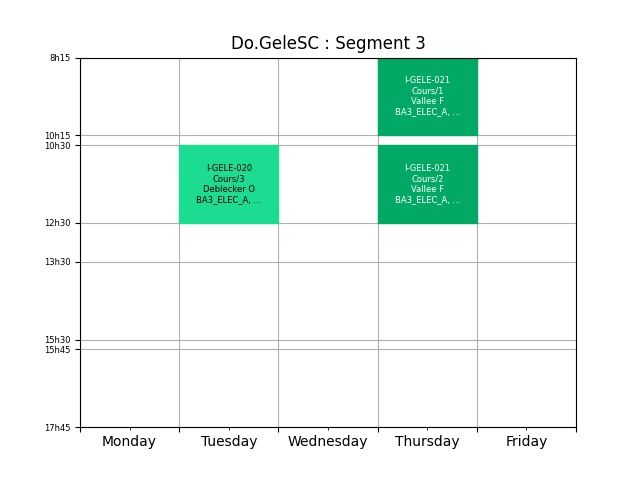 Do.GeleSC : Segment 3
8h15
I-GELE-021
Cours/1
Vallee F
BA3_ELEC_A, ...
10h15
10h30
I-GELE-020
Cours/3
Deblecker O
BA3_ELEC_A, ...
I-GELE-021
Cours/2
Vallee F
BA3_ELEC_A, ...
12h30
13h30
15h30
15h45
17h45
Monday Tuesday Wednesday Thursday Friday